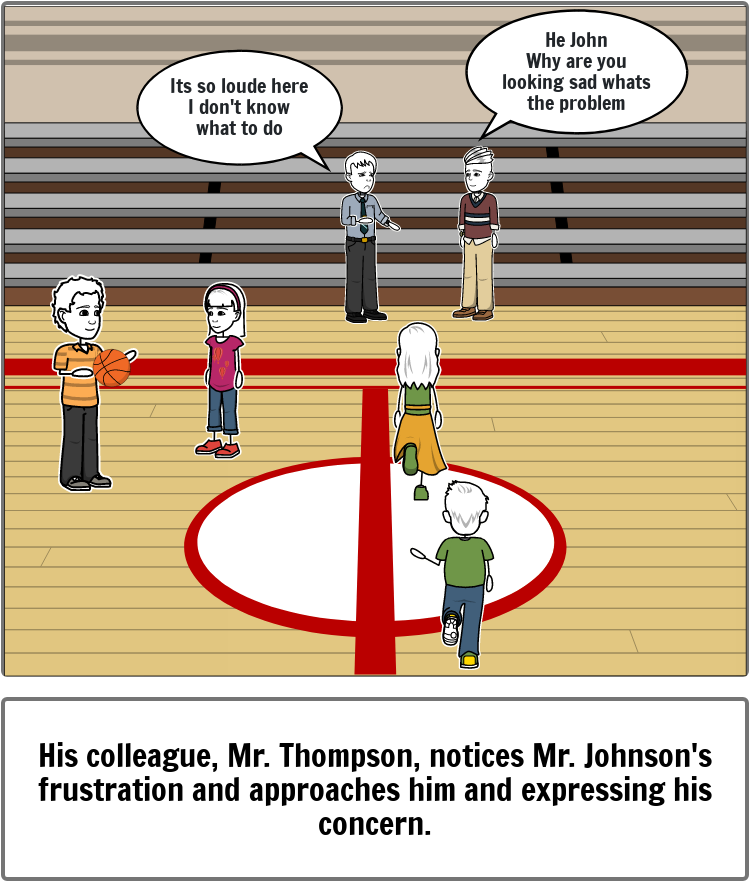 Its so loude here
I don't know
what to do
He John
Why are you
looking sad whats
the problem
His colleague, Mr. Thompson, notices Mr. Johnson's
frustration and approaches him and expressing his
concern.